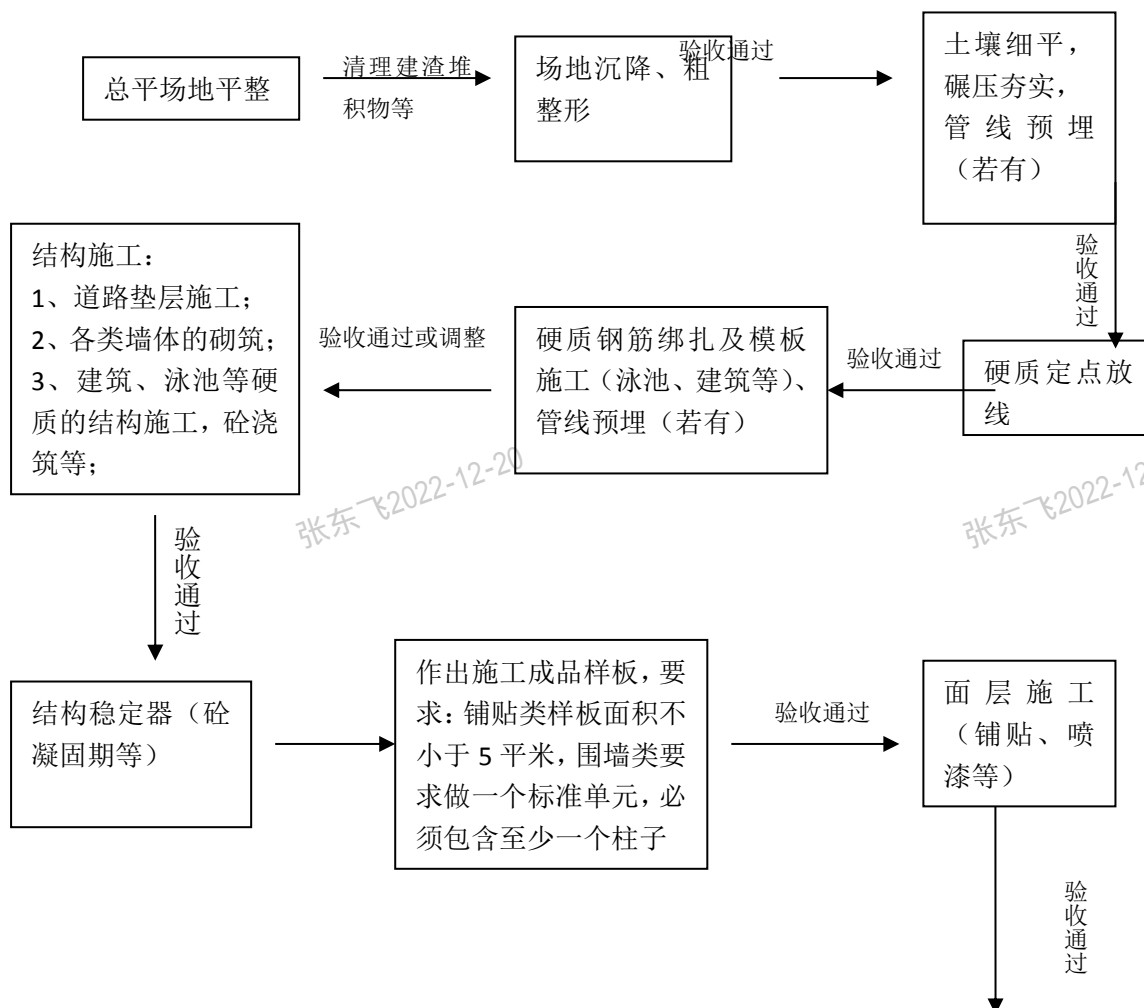 总平场地平整
清理建渣堆
积物等
场地沉降、粗
整形
验收通过
土壤细平，
碾压夯实，
管线预埋
（若有）
验收通过
结构施工：
1、道路垫层施工；
2、各类墙体的砌筑；
3、建筑、泳池等硬
质的结构施工，砼浇
筑等；
验收通过或调整
硬质钢筋绑扎及模板
施工（泳池、建筑等）、
管线预埋（若有）
验收通过
硬质定点放
线
张东飞2022-12-20
张东飞2022-12
验收通过
结构稳定器（砼
凝固期等）
作出施工成品样板，要
求：铺贴类样板面积不
小于5平米，围墙类要
求做一个标准单元，必
须包含至少一个柱子
验收通过
面层施工
（铺贴、喷
漆等）
验收通过